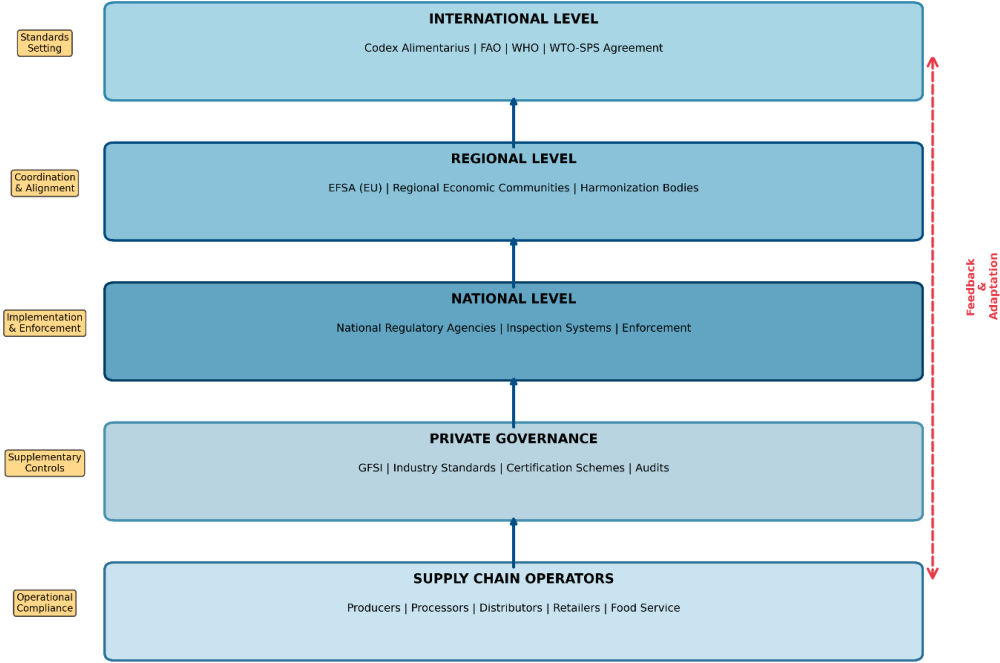 INTERNATIONAL LEVEL
Codex Alimentarius | FAO | WHO | WTO-SPS Agreement
Standards
Setting
REGIONAL LEVEL
EFSA (EU) | Regional Economic Communities | Harmonization Bodies
Coordination
& Alignment
NATIONAL LEVEL
National Regulatory Agencies | Inspection Systems | Enforcement
Implementation
& Enforcement
PRIVATE GOVERNANCE
GFSI | Industry Standards | Certification Schemes | Audits
Supplementary
Controls
SUPPLY CHAIN OPERATORS
Producers | Processors | Distributors | Retailers | Food Service
Operational
Compliance
Feedback
&
Adaptation